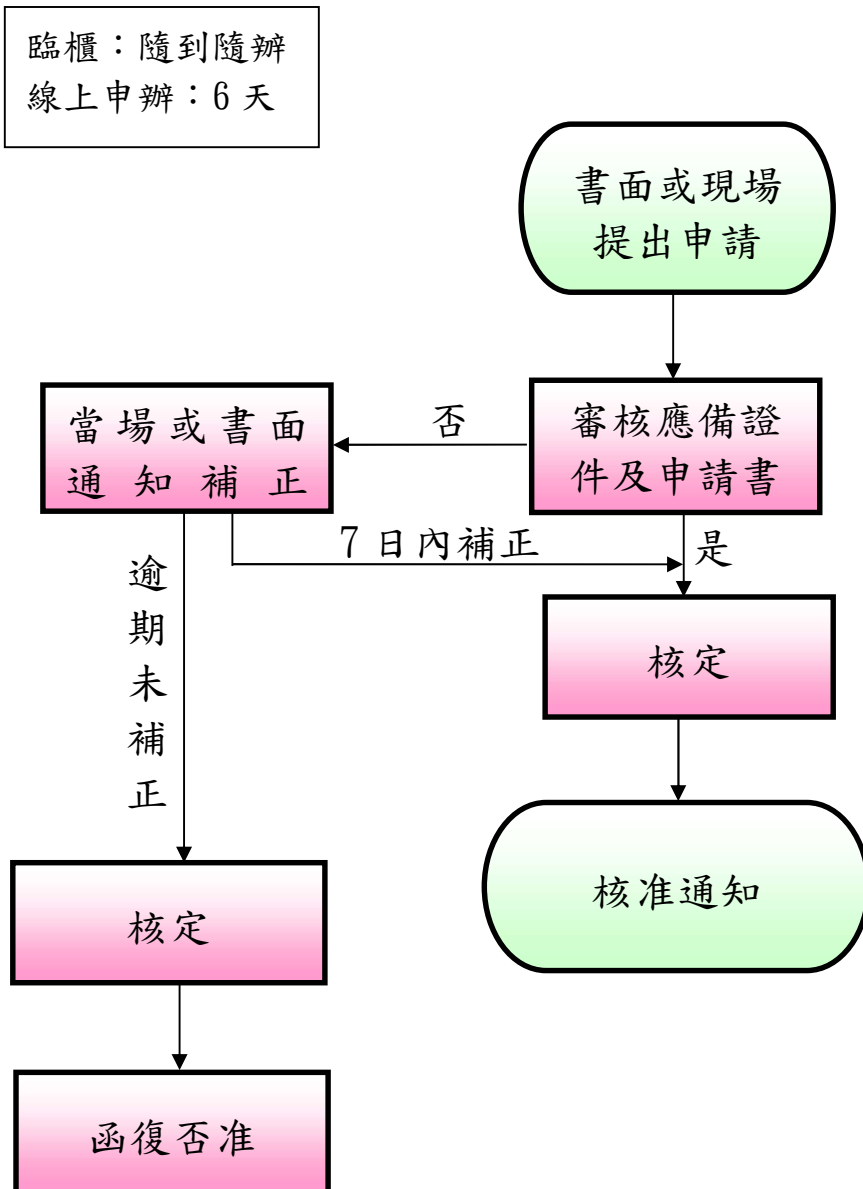 臨櫃：隨到隨辦
線上申辦：6 天
書面或現場
提出申請
審核應備證
件及申請書
否
當場或書面
通知補正
7 日內補正
是
逾期未補正
核定
核准通知
核定
函復否准